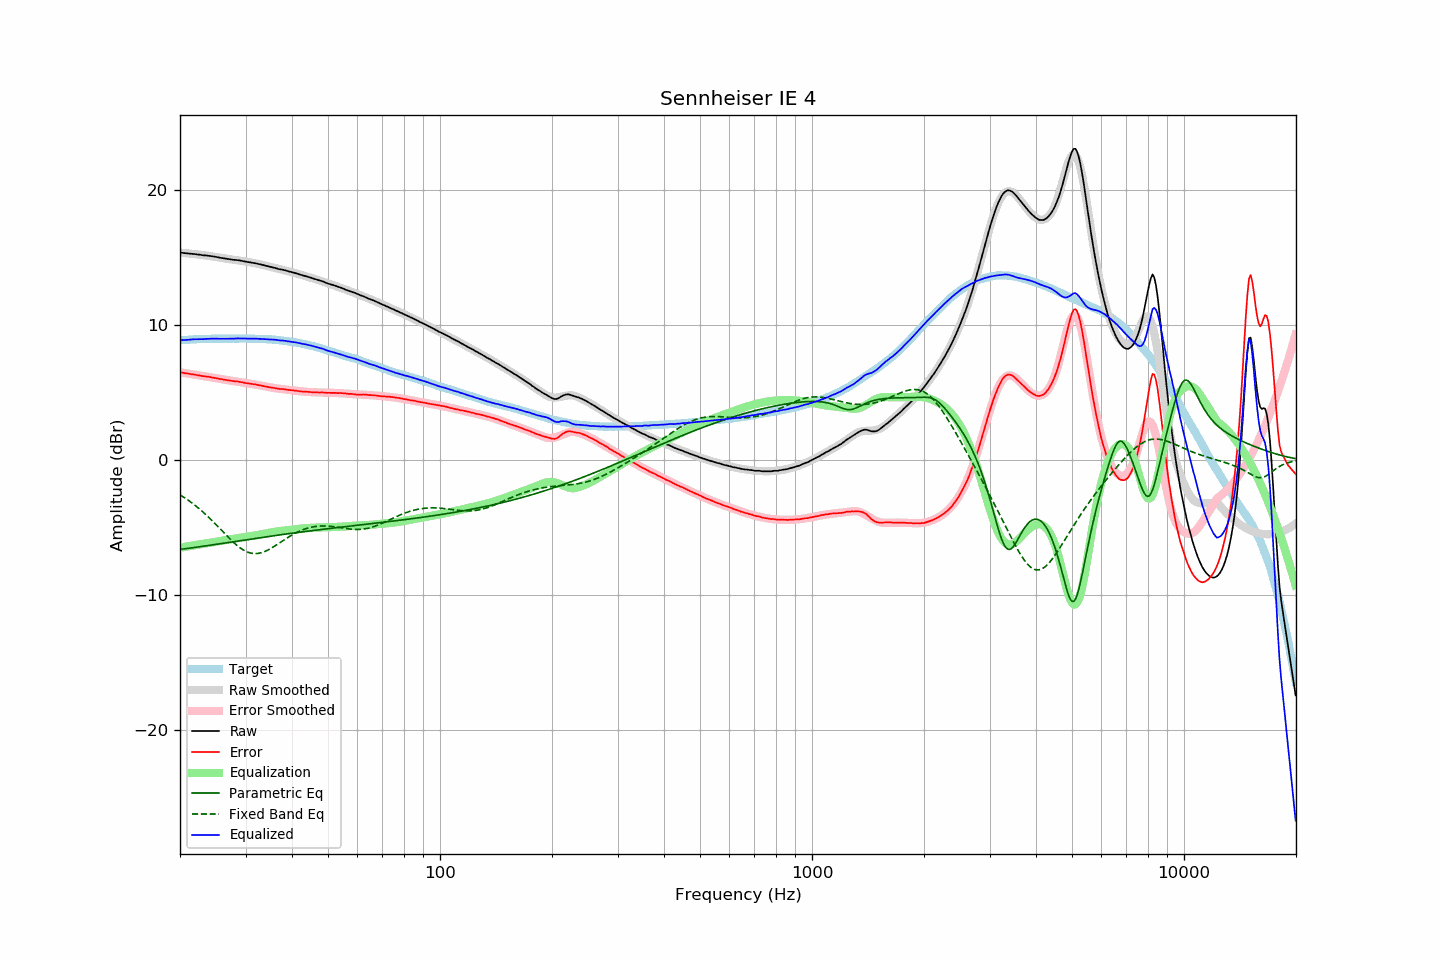 Sennheiser IE 4
Amplitude (dBr)
20
10
0
−10
−20
100
1000
10000
Frequency (Hz)
Target
Raw Smoothed
Error Smoothed
Raw
Error
Equalization
Parametric Eq
Fixed Band Eq
Equalized